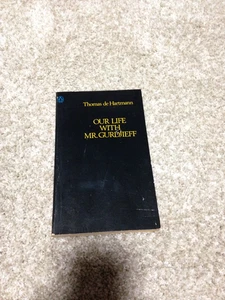 Thomas de Hartmann
OUR LIFE
WITH
MR. GURDJIEFF